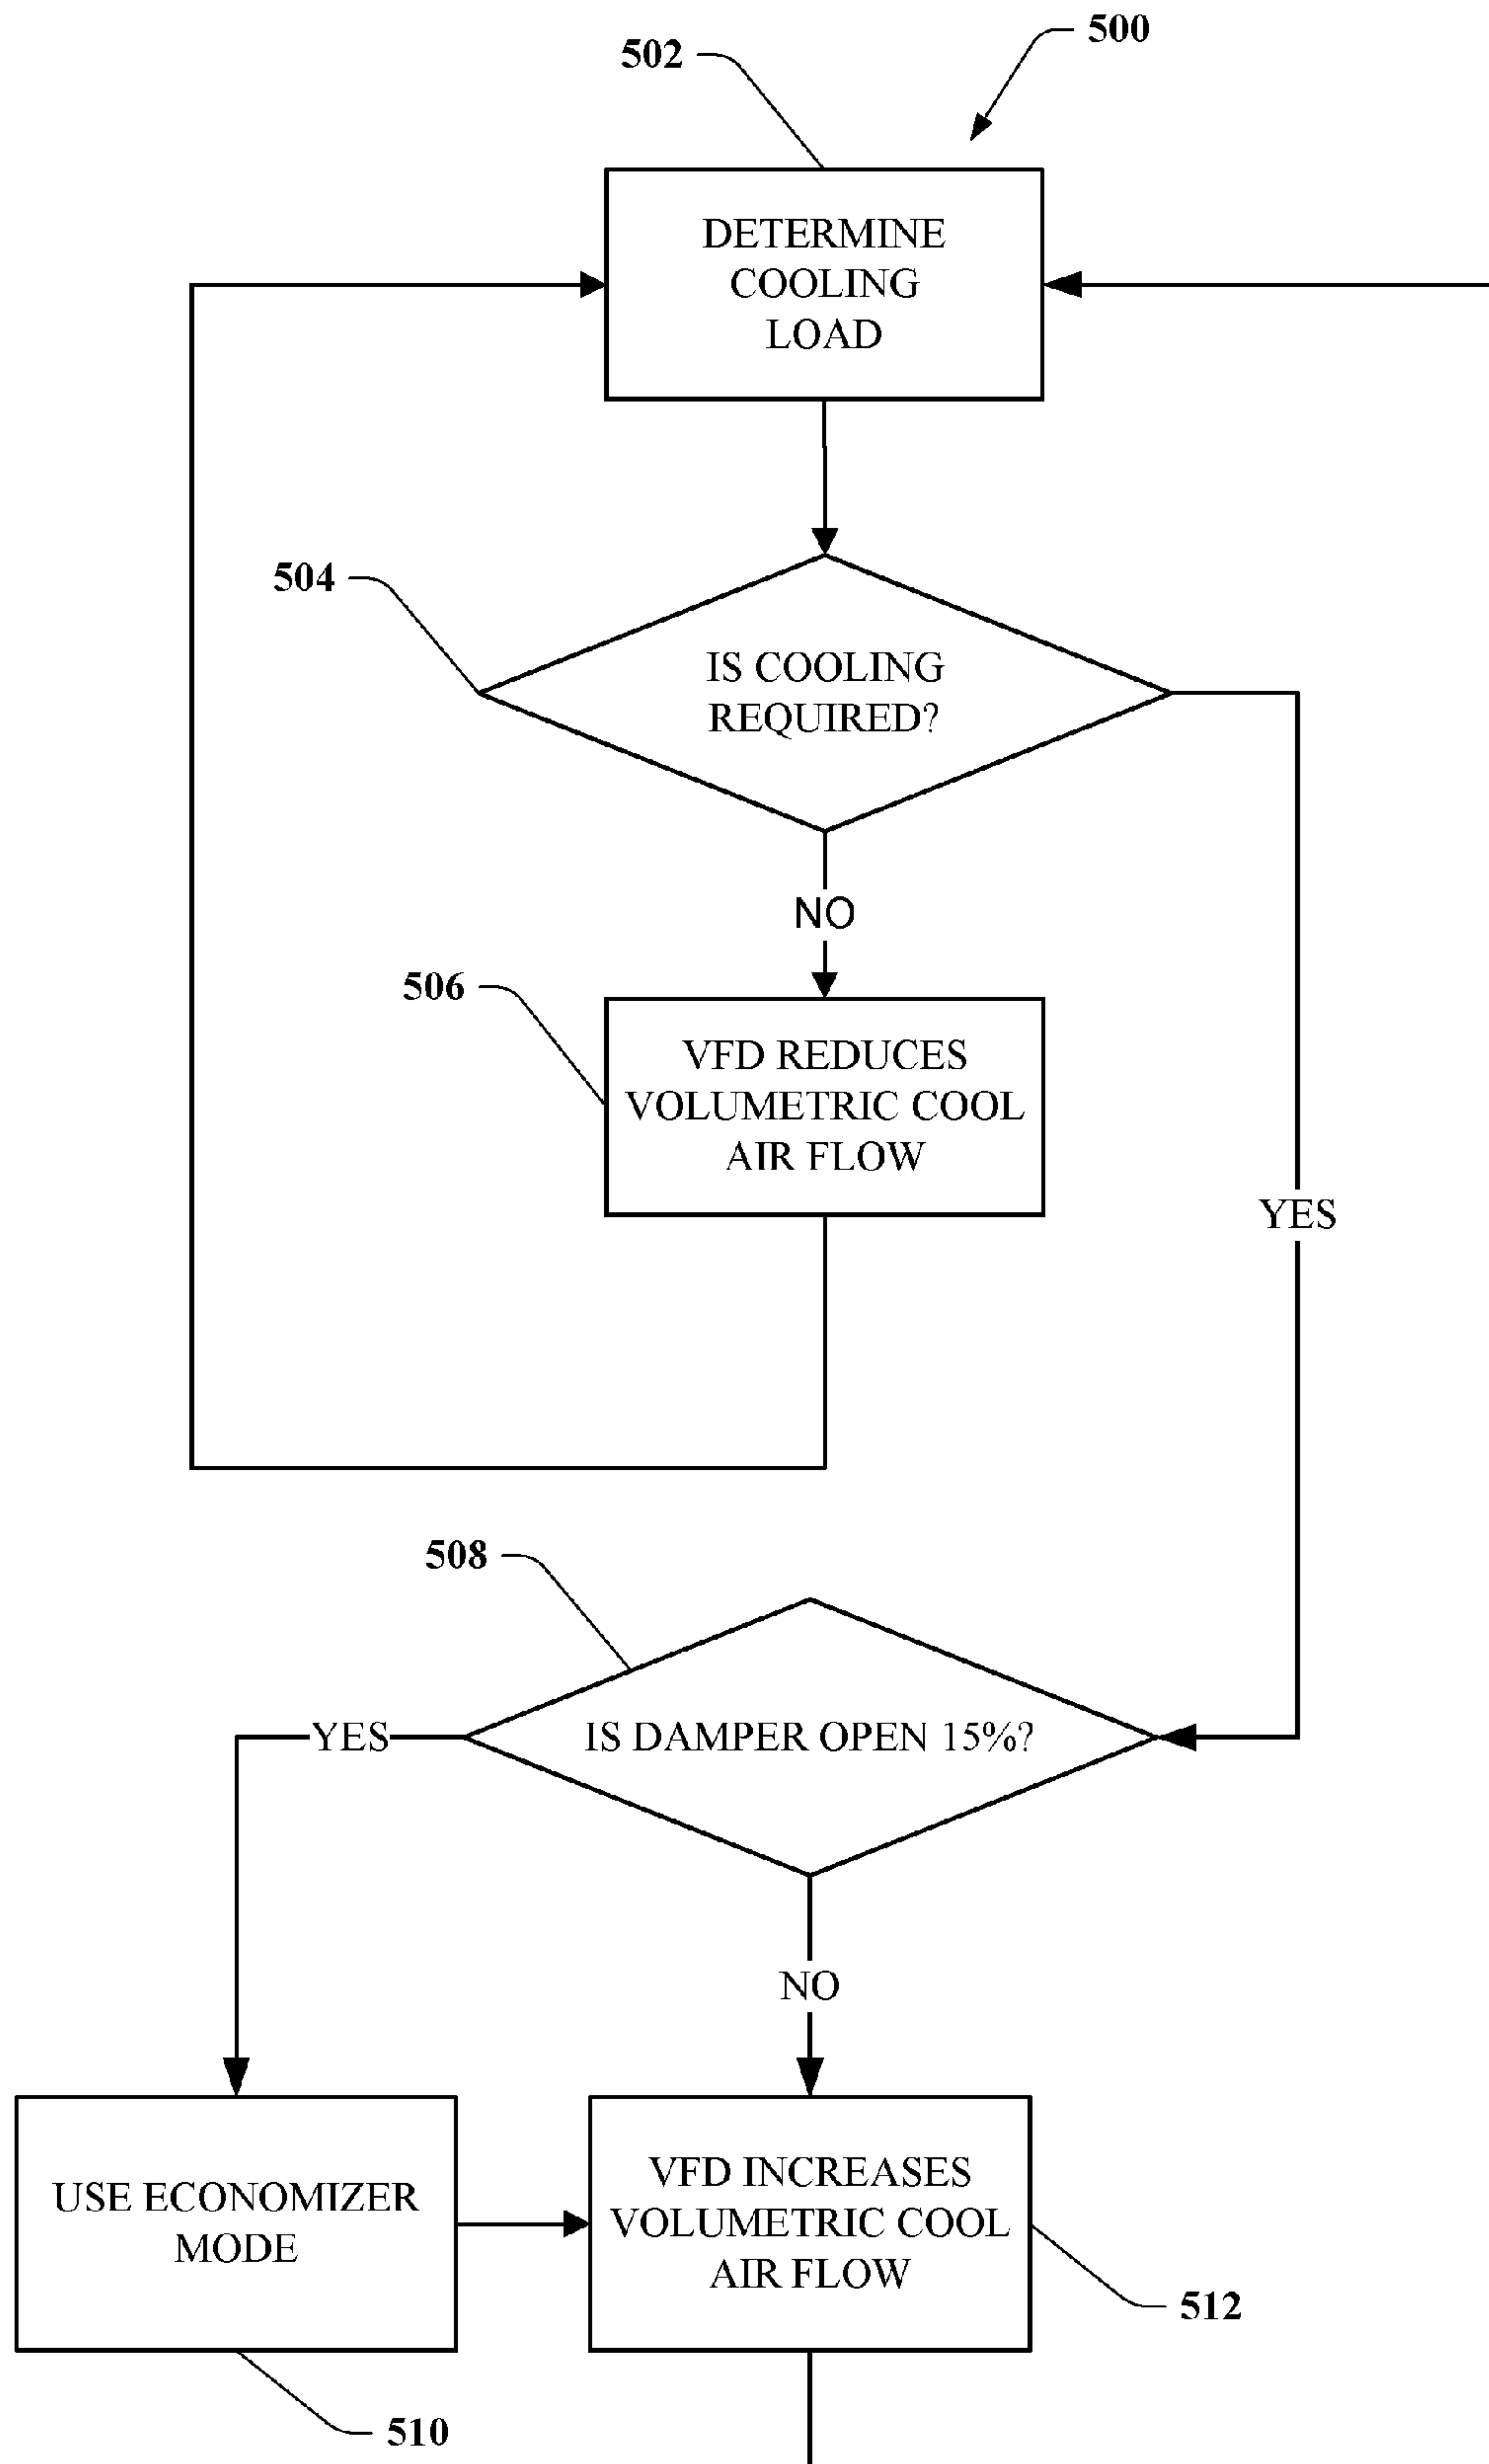 500
502
DETERMINE
COOLING
LOAD
504
IS COOLING
REQUIRED?
NO
506
VFD REDUCES
VOLUMETRIC COOL
AIR FLOW
YES
508
YES
IS DAMPER OPEN 15%?
NO
USE ECONOMIZER
MODE
VFD INCREASES
VOLUMETRIC COOL
AIR FLOW
512
510